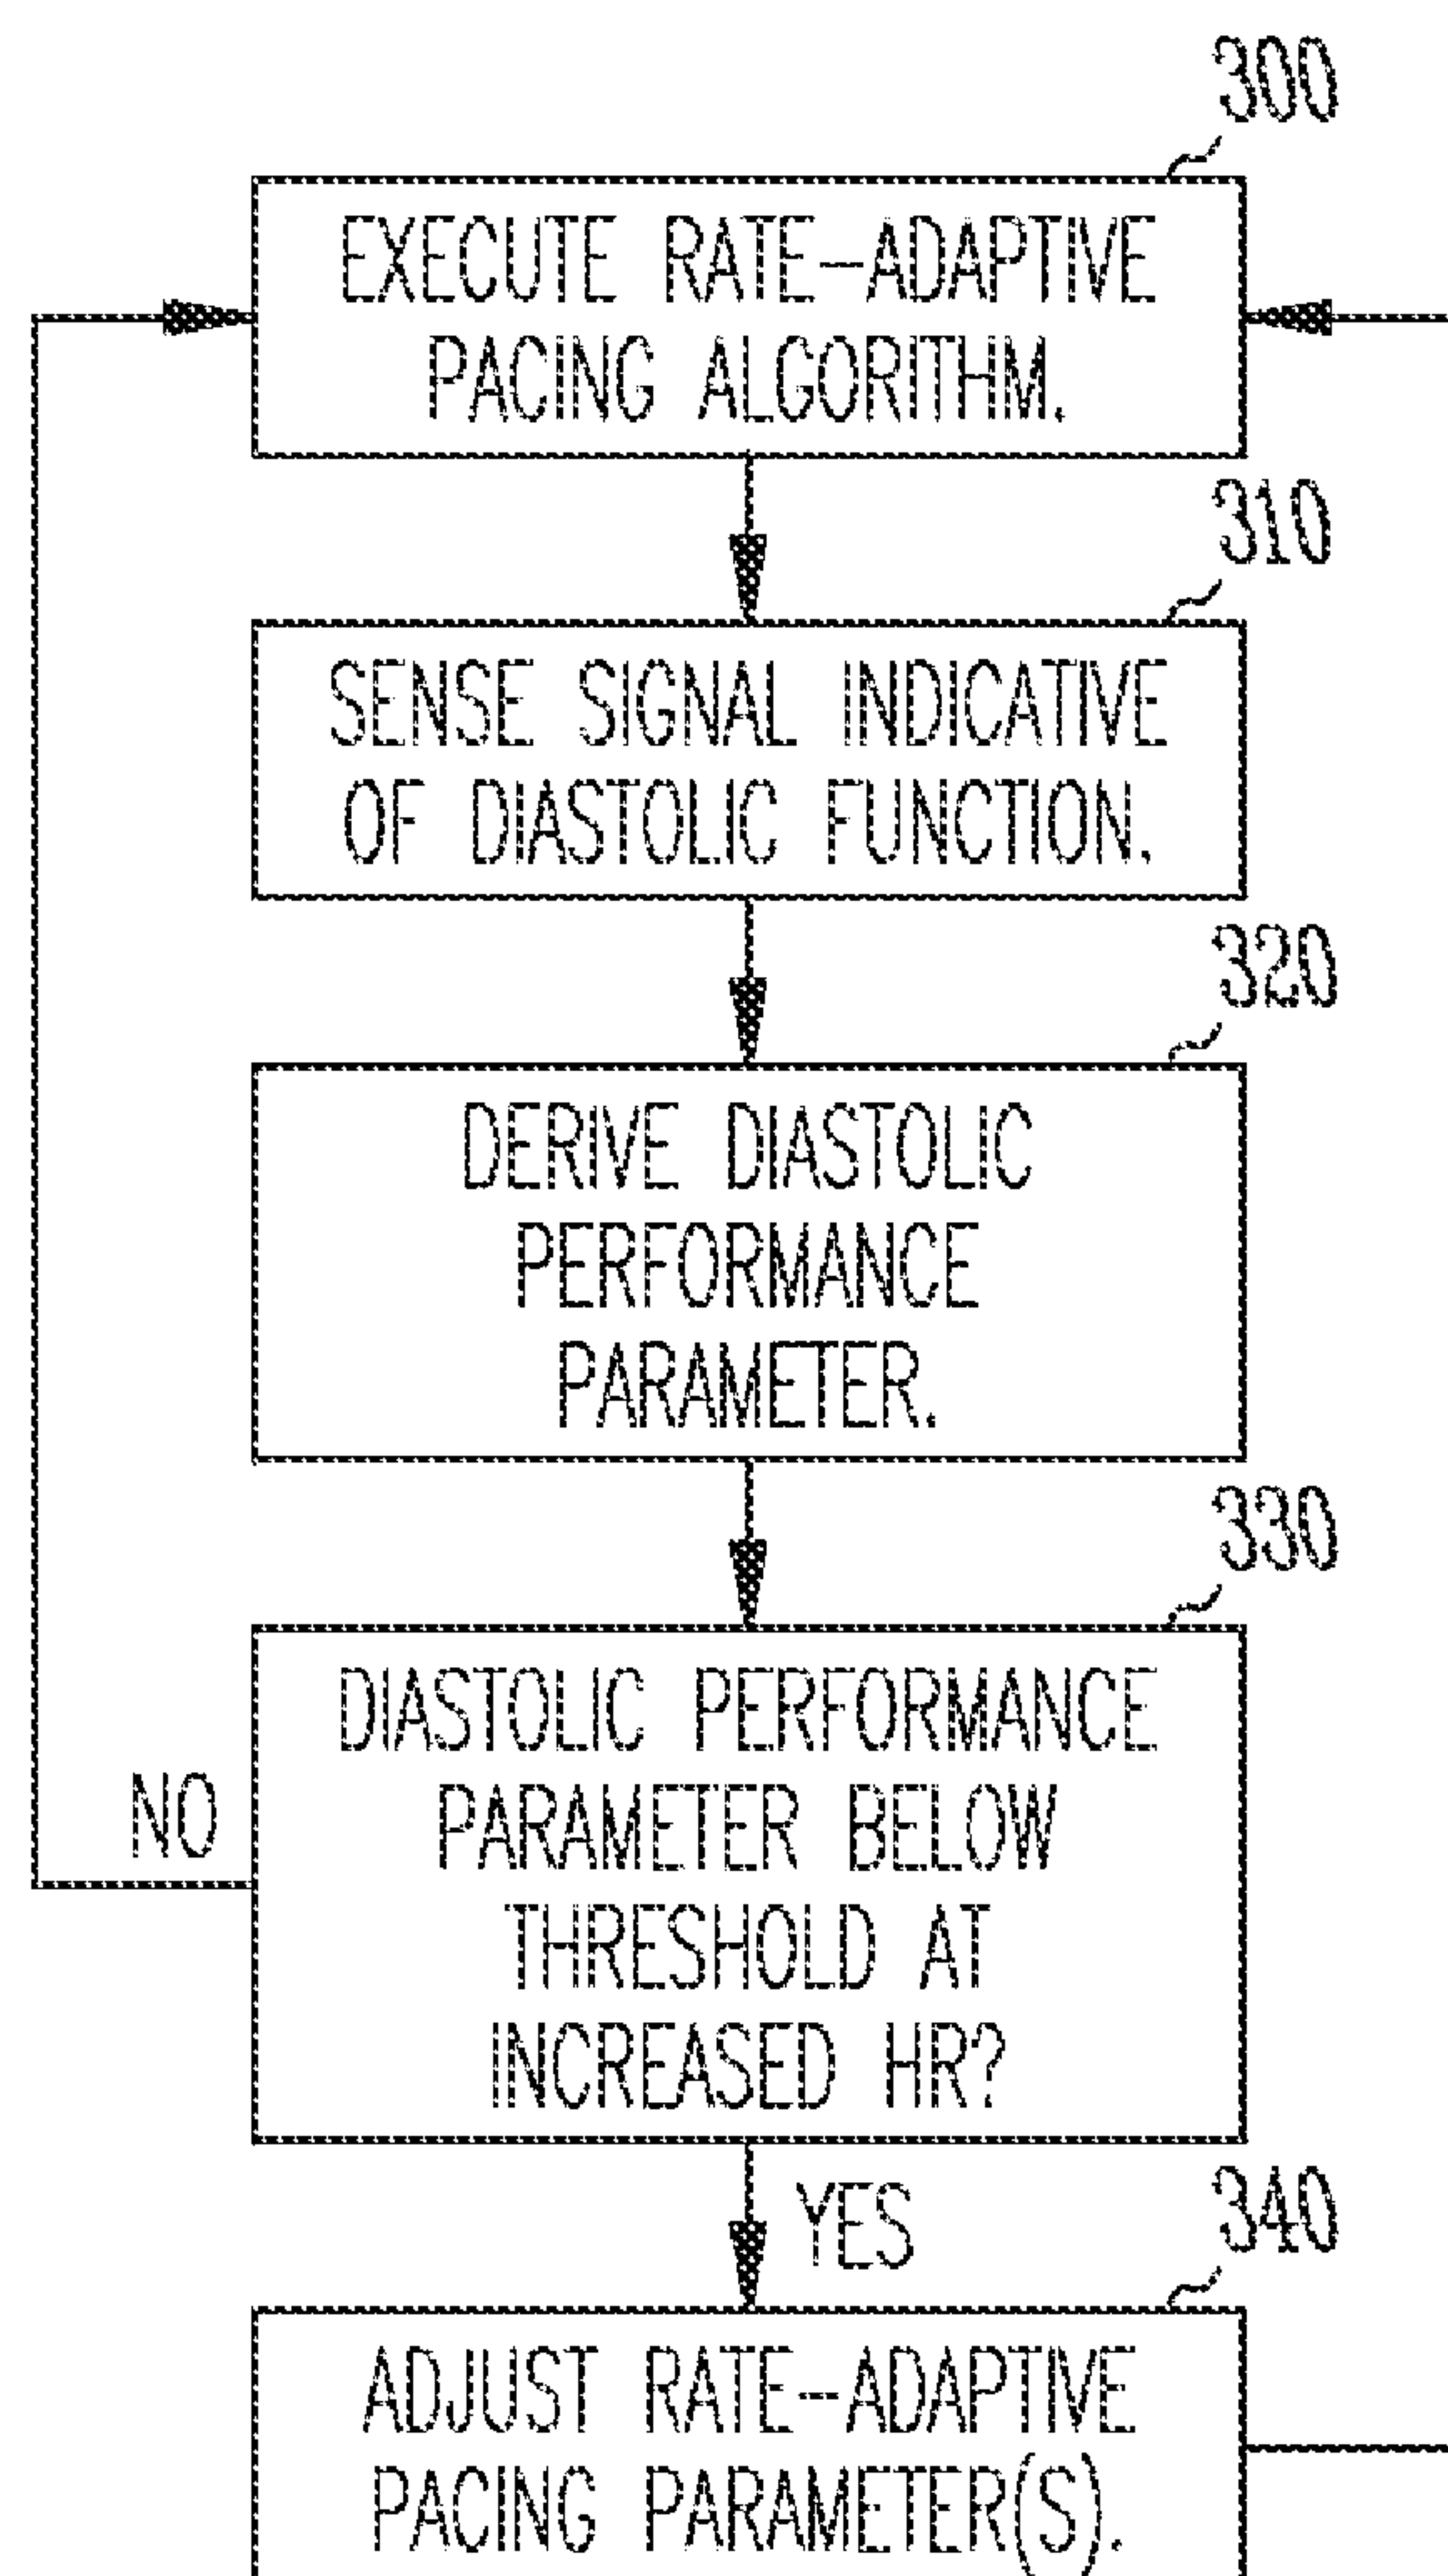 300
EXECUTE RATE-ADAPTIVE
PACING ALGORITHM.
310
SENSE SIGNAL INDICATIVE
OF DIASTOLIC FUNCTION.
320
DERIVE DIASTOLIC
PERFORMANCE
PARAMETER.
330
DIASTOLIC PERFORMANCE
PARAMETER BELOW
THRESHOLD AT
INCREASED HR?
NO
YES
340
ADJUST RATE-ADAPTIVE
PACING PARAMETER(S).